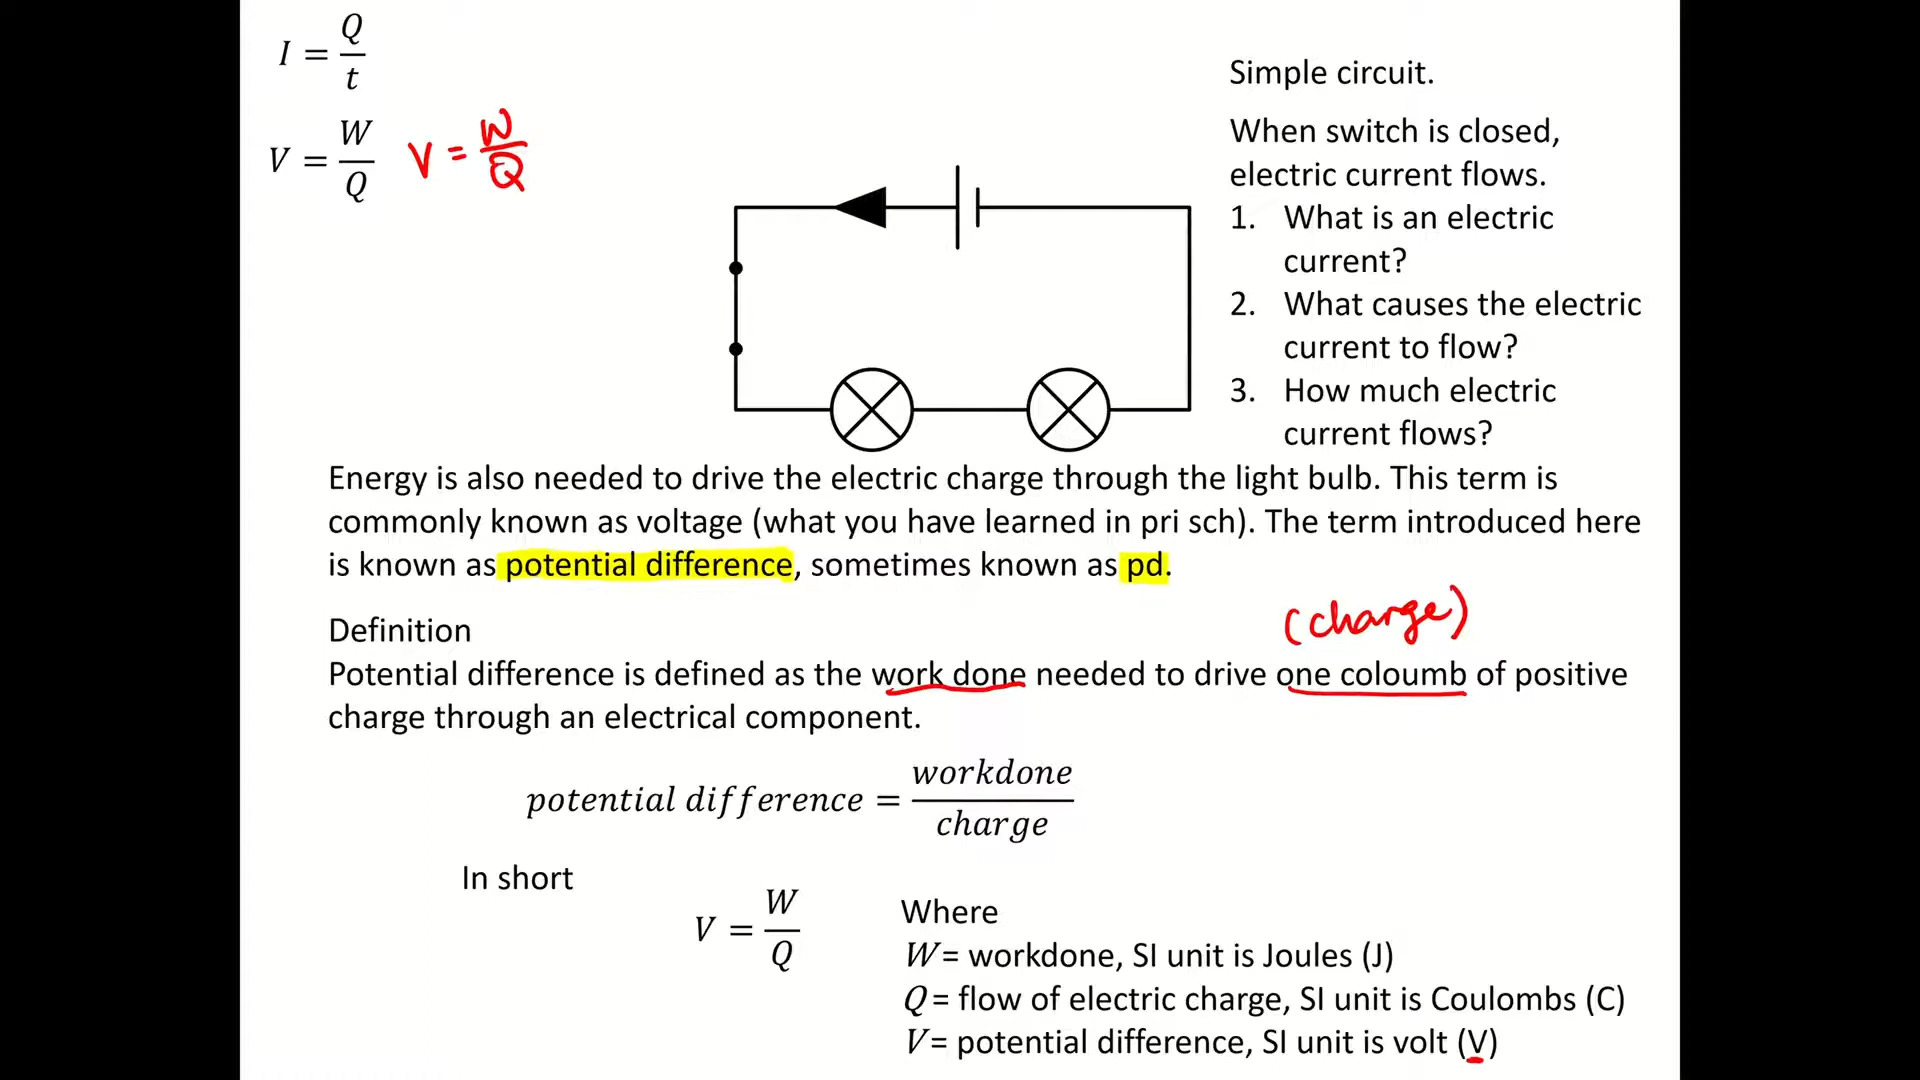 I = Q/t
V = W/Q
V = W/Q
Simple circuit.
When switch is closed,
electric current flows.
1. What is an electric
current?
2. What causes the electric
current to flow?
3. How much electric
current flows?
Energy is also needed to drive the electric charge through the light bulb. This term is
commonly known as voltage (what you have learned in pri sch). The term introduced here
is known as potential difference, sometimes known as pd.
(charge)
Definition
Potential difference is defined as the work done needed to drive one coloumb of positive
charge through an electrical component.
potential difference = workdone/charge
In short
V = W/Q
Where
W= workdone, SI unit is Joules (J)
Q= flow of electric charge, SI unit is Coulombs (C)
V= potential difference, SI unit is volt (V)